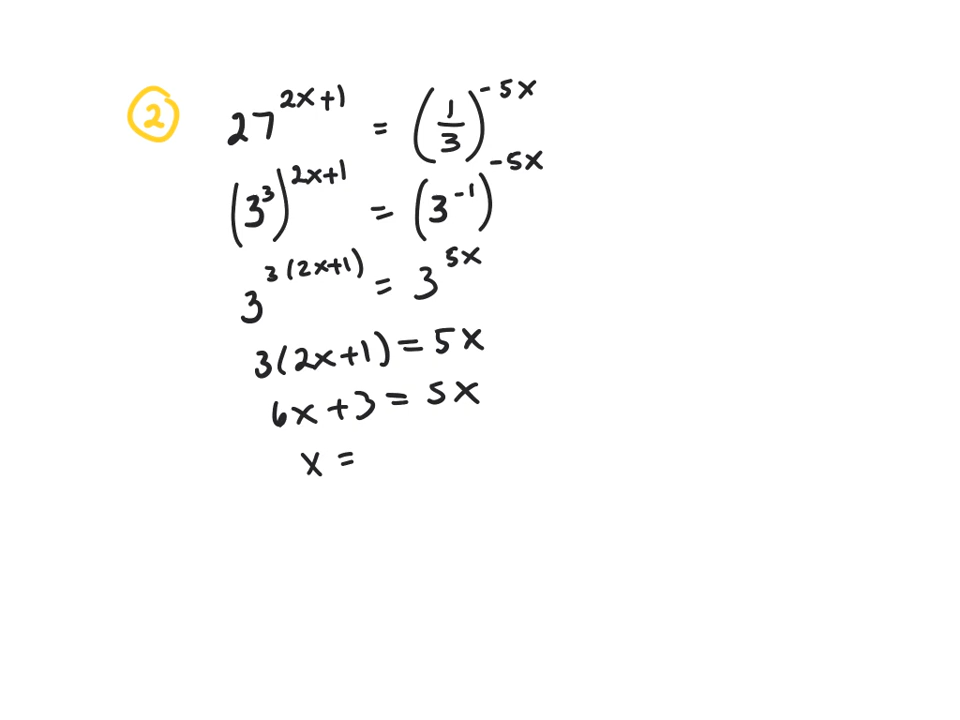 ② 27^(2x+1) = (1/3)^(-5x)
(3^3)^(2x+1) = (3^(-1))^(-5x)
3^(3(2x+1)) = 3^(5x)
3(2x+1) = 5x
6x + 3 = 5x
x =